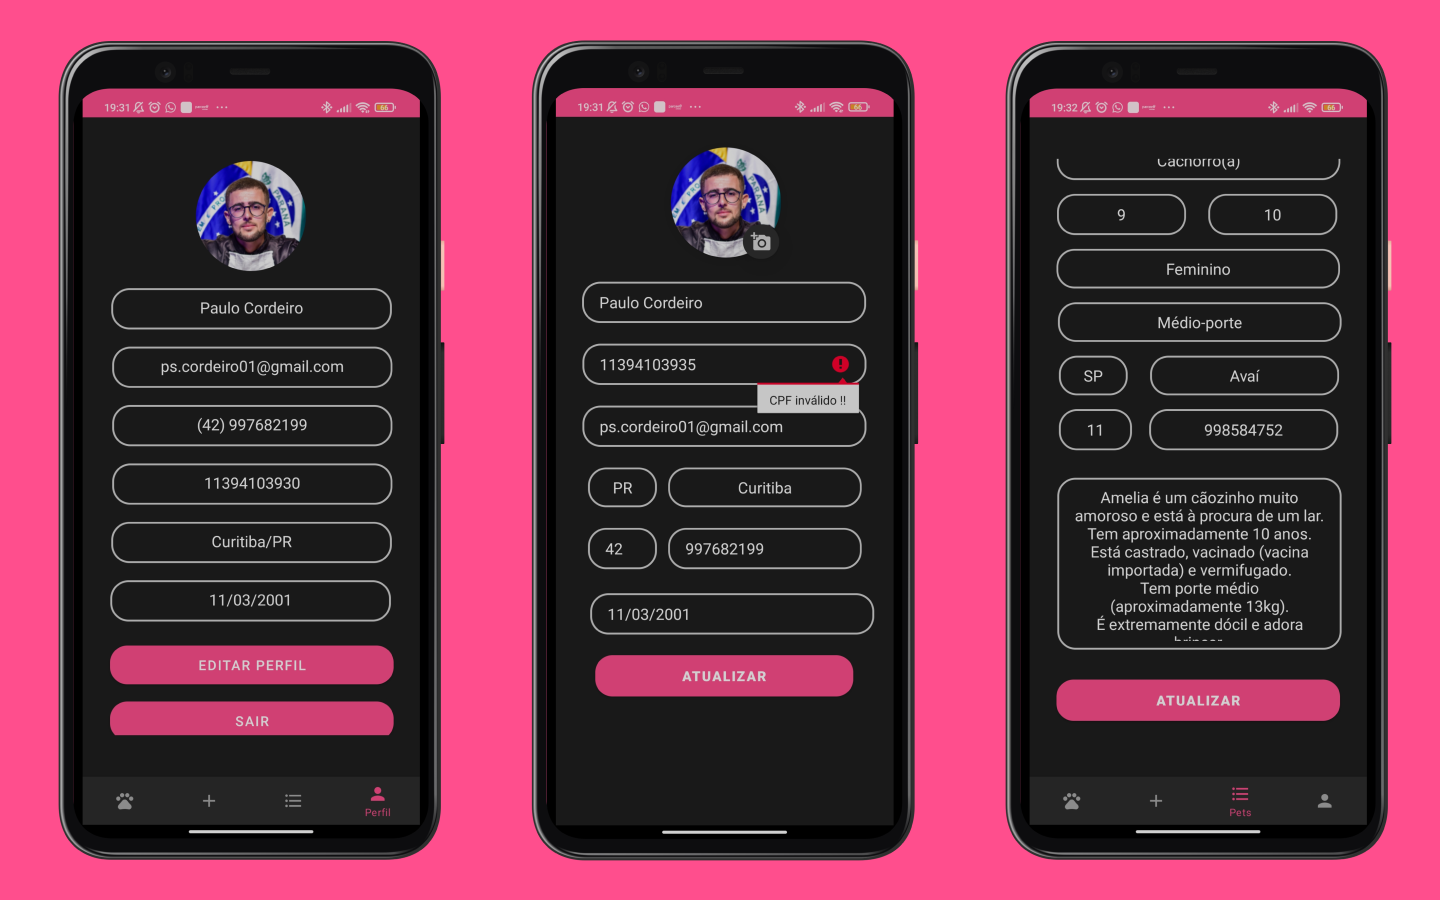 19:31
66
Paulo Cordeiro
ps.cordeiro01@gmail.com
(42) 997682199
11394103930
Curitiba/PR
11/03/2001
EDITAR PERFIL
SAIR
Perfil
19:31
66
Paulo Cordeiro
11394103935
CPF inválido !!
ps.cordeiro01@gmail.com
PR
Curitiba
42
997682199
11/03/2001
ATUALIZAR
19:32
66
Cachorro(a)
9
10
Feminino
Médio-porte
SP
Avaí
11
998584752
Amelia é um cãozinho muito
amoroso e está à procura de um lar.
Tem aproximadamente 10 anos.
Está castrado, vacinado (vacina
importada) e vermifugado.
Tem porte médio
(aproximadamente 13kg).
É extremamente dócil e adora
ATUALIZAR
Pets